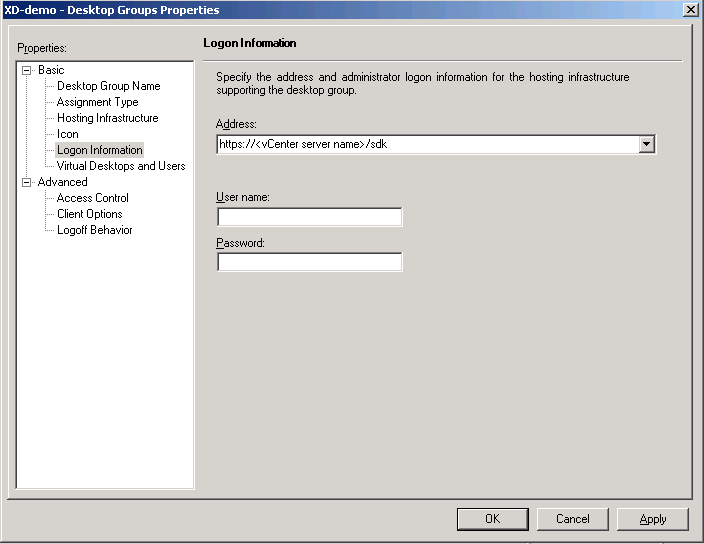 XD-demo - Desktop Groups Properties
Properties:
Basic
Desktop Group Name
Assignment Type
Hosting Infrastructure
Icon
Logon Information
Virtual Desktops and Users
Advanced
Access Control
Client Options
Logoff Behavior
Logon Information
Specify the address and administrator logon information for the hosting infrastructure
supporting the desktop group.
Address:
https://<vCenter server name>/sdk
User name:
Password:
OK
Cancel
Apply